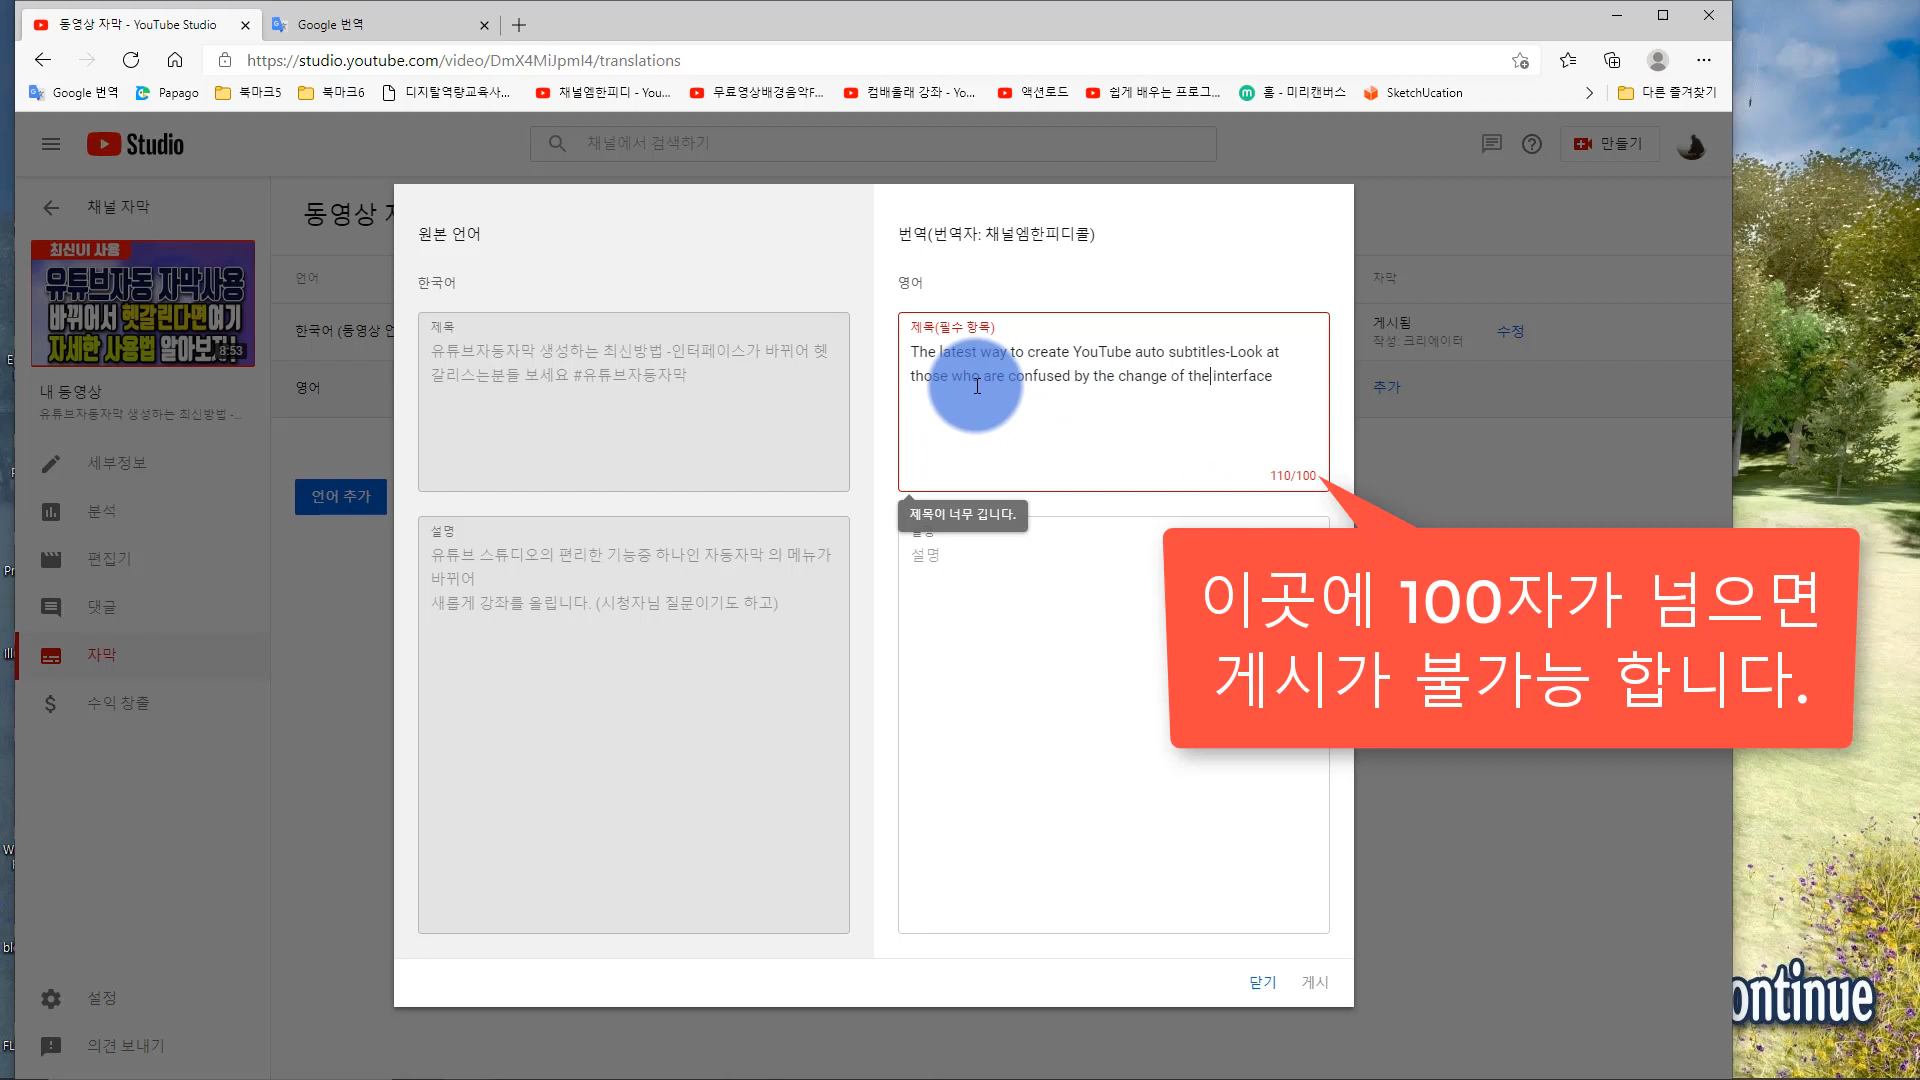 동영상 자막 - YouTube Studio
Google 번역
https://studio.youtube.com/video/DmX4MiJpmI4/translations
Google 번역
Papago
북마크5
북마크6
디지털역량교육사...
채널엠한피디 - You...
무료영상배경음악F...
컴배올래 강좌 - Yo...
액션로드
쉽게 배우는 프로그...
홈 - 미리캔버스
SketchUcation
다른 즐겨찾기
Studio
채널에서 검색하기
만들기
채널 자막
최신UI 사용
유튜브자동 자막사용
바뀌어서 헷갈린다면여기
자세한 사용법 알아보
8:53
내 동영상
유튜브자동자막 생성하는 최신방법 -...
세부정보
분석
편집기
댓글
자막
수익 창출
설정
의견 보내기
동영상 자
언어
한국어 (동영상 언
영어
언어 추가
자막
게시됨
작성: 크리에이터
수정
추가
원본 언어
한국어
제목
유튜브자동자막 생성하는 최신방법 -인터페이스가 바뀌어 헷
갈리스는분들 보세요 #유튜브자동자막
설명
유튜브 스튜디오의 편리한 기능중 하나인 자동자막 의 메뉴가
바뀌어
새롭게 강좌를 올립니다. (시청자님 질문이기도 하고)
번역(번역자: 채널엠한피디콜)
영어
제목(필수 항목)
The latest way to create YouTube auto subtitles-Look at
those who are confused by the change of the interface
110/100
제목이 너무 깁니다.
설명
이곳에 100자가 넘으면
게시가 불가능 합니다.
닫기
게시
ontinue